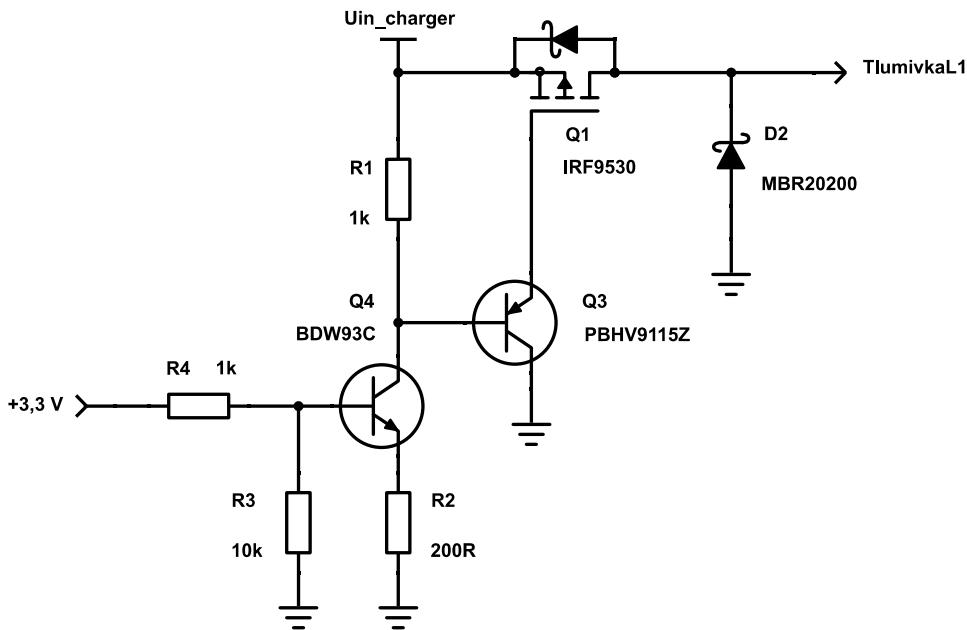 Uin_charger
TlumivkaL1
Q1
IRF9530
D2
MBR20200
R1
1k
Q4
BDW93C
Q3
PBHV9115Z
R4 1k
+3,3 V
R3
10k
R2
200R